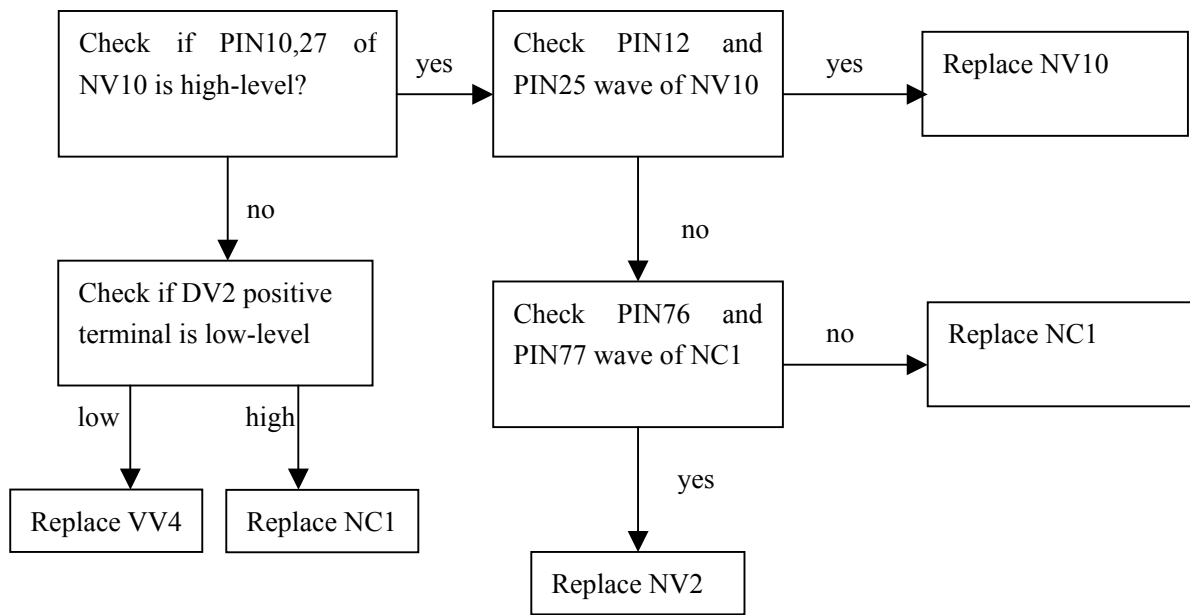 Check if PIN10,27 of
NV10 is high-level?
yes
Check PIN12 and
PIN25 wave of NV10
yes
Replace NV10
no
no
Check if DV2 positive
terminal is low-level
Check PIN76 and
PIN77 wave of NC1
no
Replace NC1
low
high
yes
Replace VV4
Replace NC1
Replace NV2